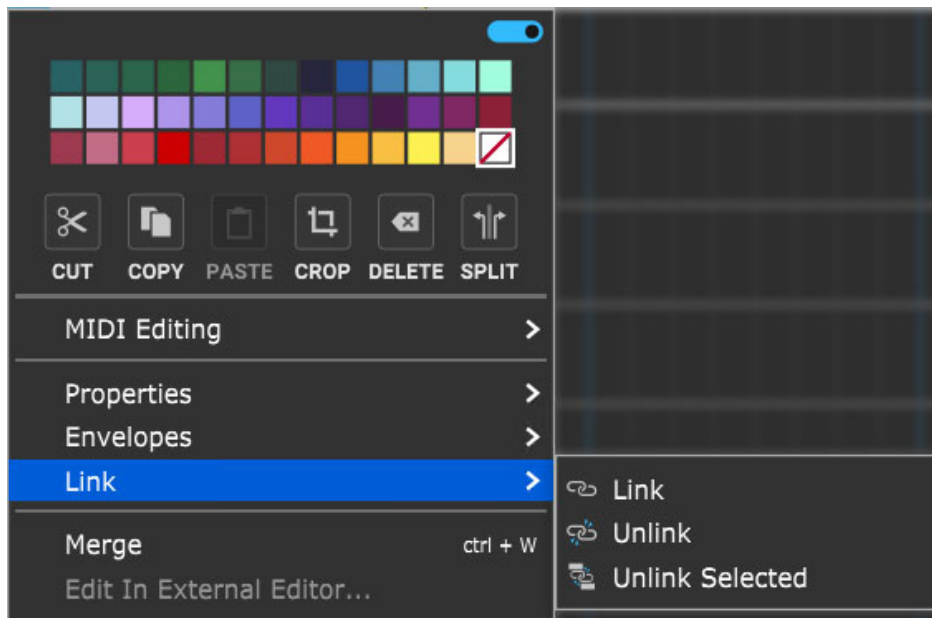 CUT COPY PASTE CROP DELETE SPLIT
MIDI Editing
Properties
Envelopes
Link
Link
Unlink
Merge ctrl + W
Unlink Selected
Edit In External Editor...